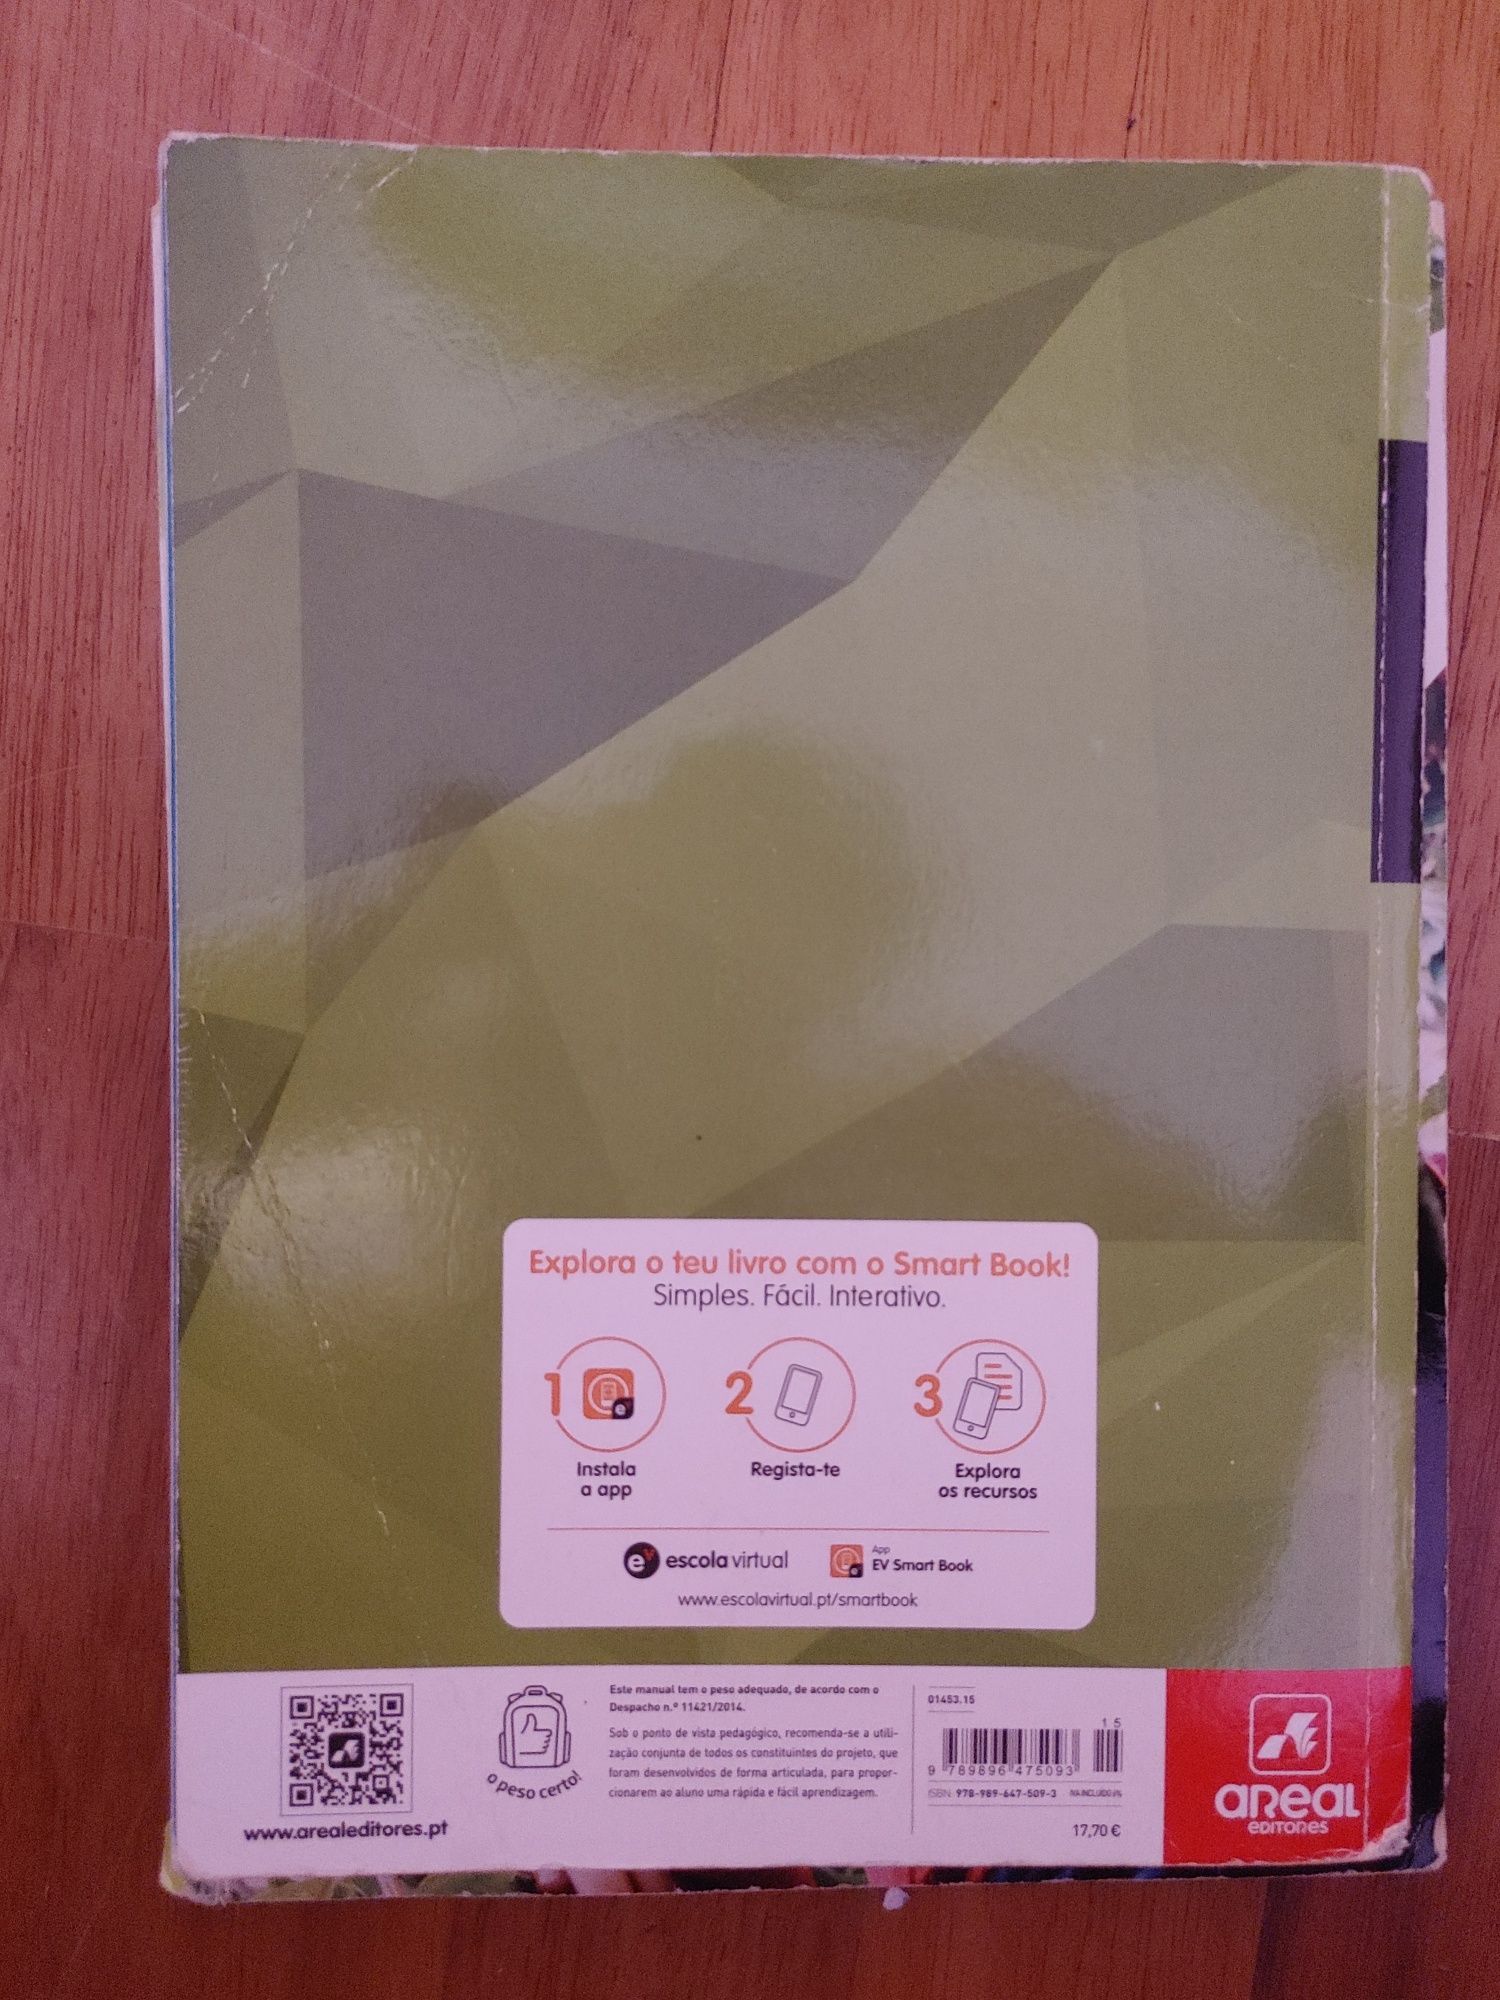 Explora o teu livro com o Smart Book!
Simples. Fácil. Interativo.
1
2
3
Instala
a app
Regista-te
Explora
os recursos
e
escolavirtual
App
EV Smart Book
www.escolavirtual.pt/smartbook
www.arealeditores.pt
o peso certo!
Este manual tem o peso adequado, de acordo com o
Despacho n.º 11421/2014.
Sob o ponto de vista pedagógico, recomenda-se a utili-
zação conjunta de todos os constituintes do projeto, que
foram desenvolvidos de forma articulada, para propor-
cionarem ao aluno uma rápida e fácil aprendizagem.
01453.15
15
9 789896 475093
ISBN 978-989-647-509-3 IVA INCLUÍDO 6%
17,70 €
areal
EDITORES